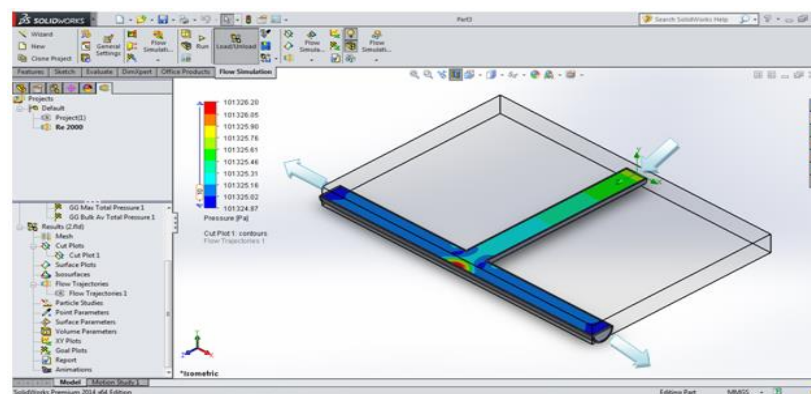 SOLIDWORKS
Part3
Search SolidWorks Help
Wizard
New
Clone Project
General Settings
Flow Simulati...
Run
Load/Unload
Flow Simula...
Flow Simulati...
Features Sketch Evaluate DimXpert Office Products Flow Simulation
Projects
Default
Project(1)
Re 2000
GG Max Total Pressure 1
GG Bulk Av Total Pressure 1
Results (2.fld)
Mesh
Cut Plots
Cut Plot 1
Surface Plots
Isosurfaces
Flow Trajectories
Flow Trajectories 1
Particle Studies
Point Parameters
Surface Parameters
Volume Parameters
XY Plots
Goal Plots
Report
Animations
101326.20
101326.05
101325.90
101325.76
101325.61
101325.46
101325.31
101325.16
101325.02
101324.87
Pressure [Pa]
Cut Plot 1: contours
Flow Trajectories 1
*Isometric
Model Motion Study 1
SolidWorks Premium 2014 x64 Edition
Editing Part
MMGS